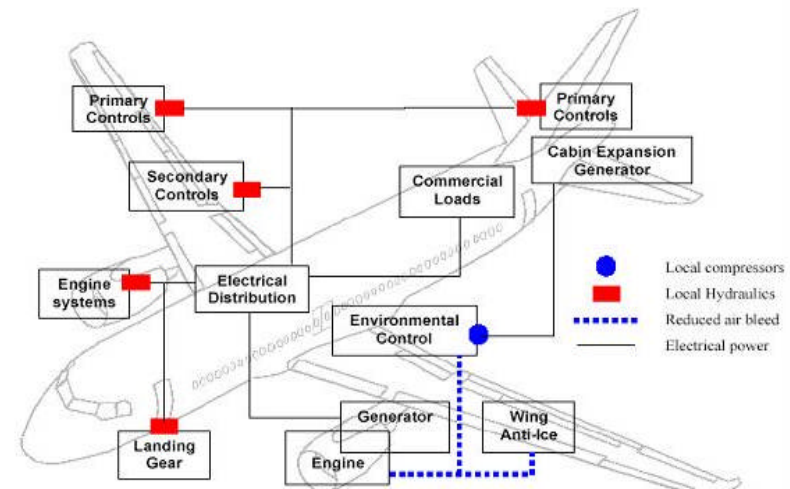 Primary
Controls
Primary
Controls
Cabin Expansion
Generator
Secondary
Controls
Commercial
Loads
Engine
systems
Electrical
Distribution
Environmental
Control
Local compressors
Local Hydraulics
Reduced air bleed
Electrical power
Landing
Gear
Generator
Engine
Wing
Anti-Ice